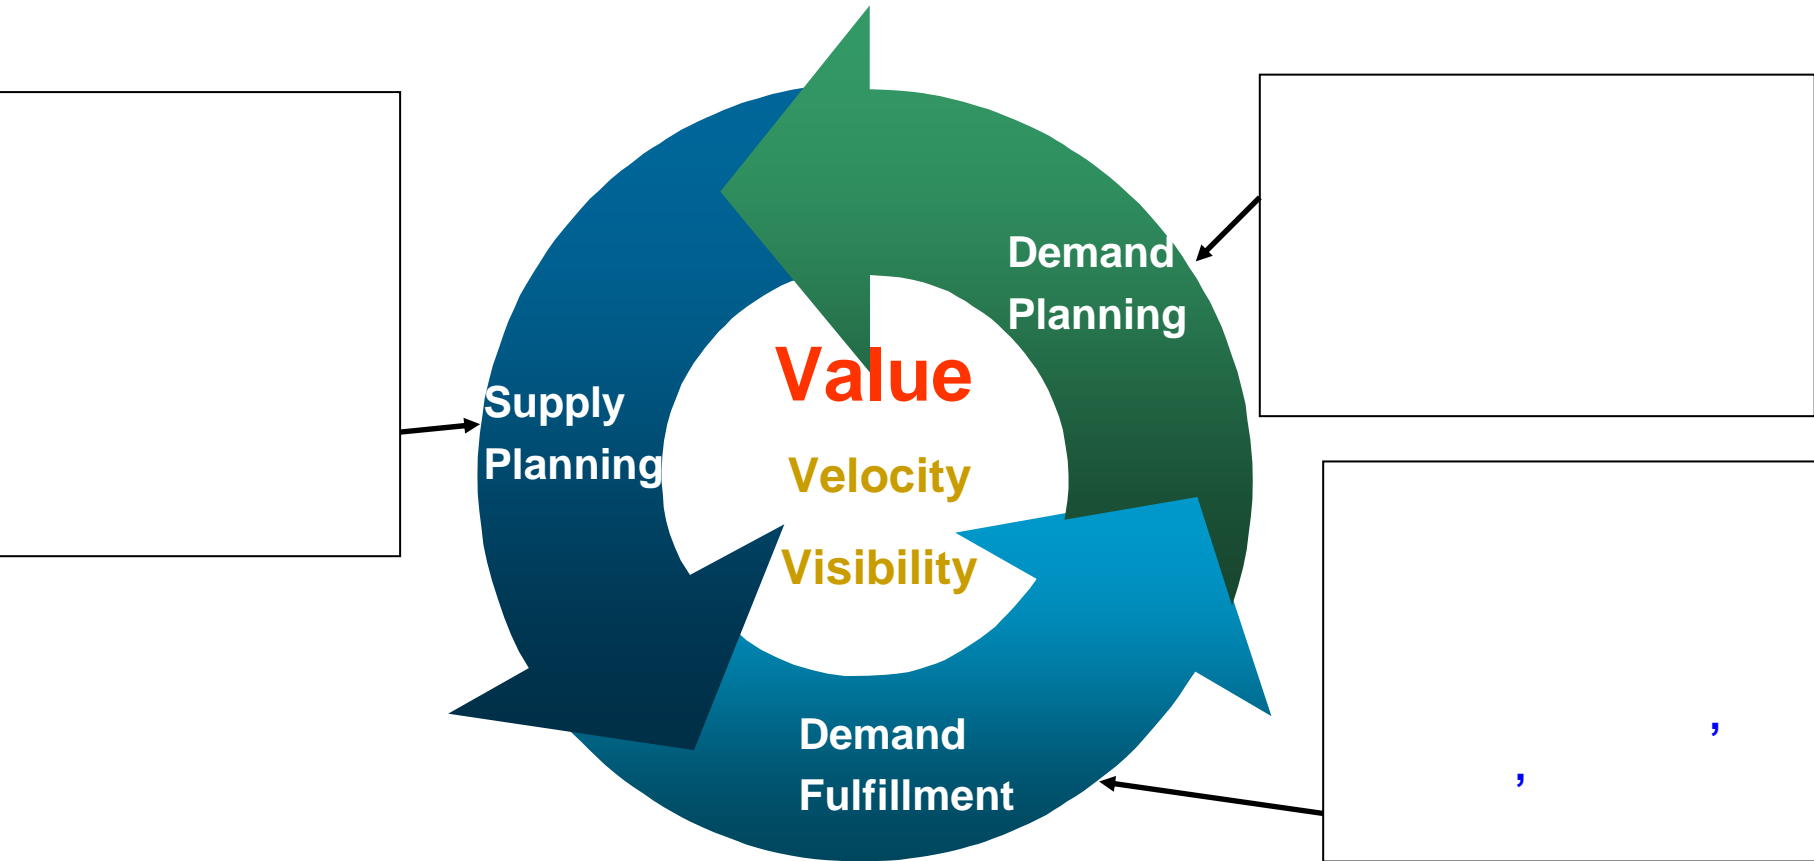 Demand
Planning
Supply
Planning
Value
Velocity
Visibility
Demand
Fulfillment
,
,